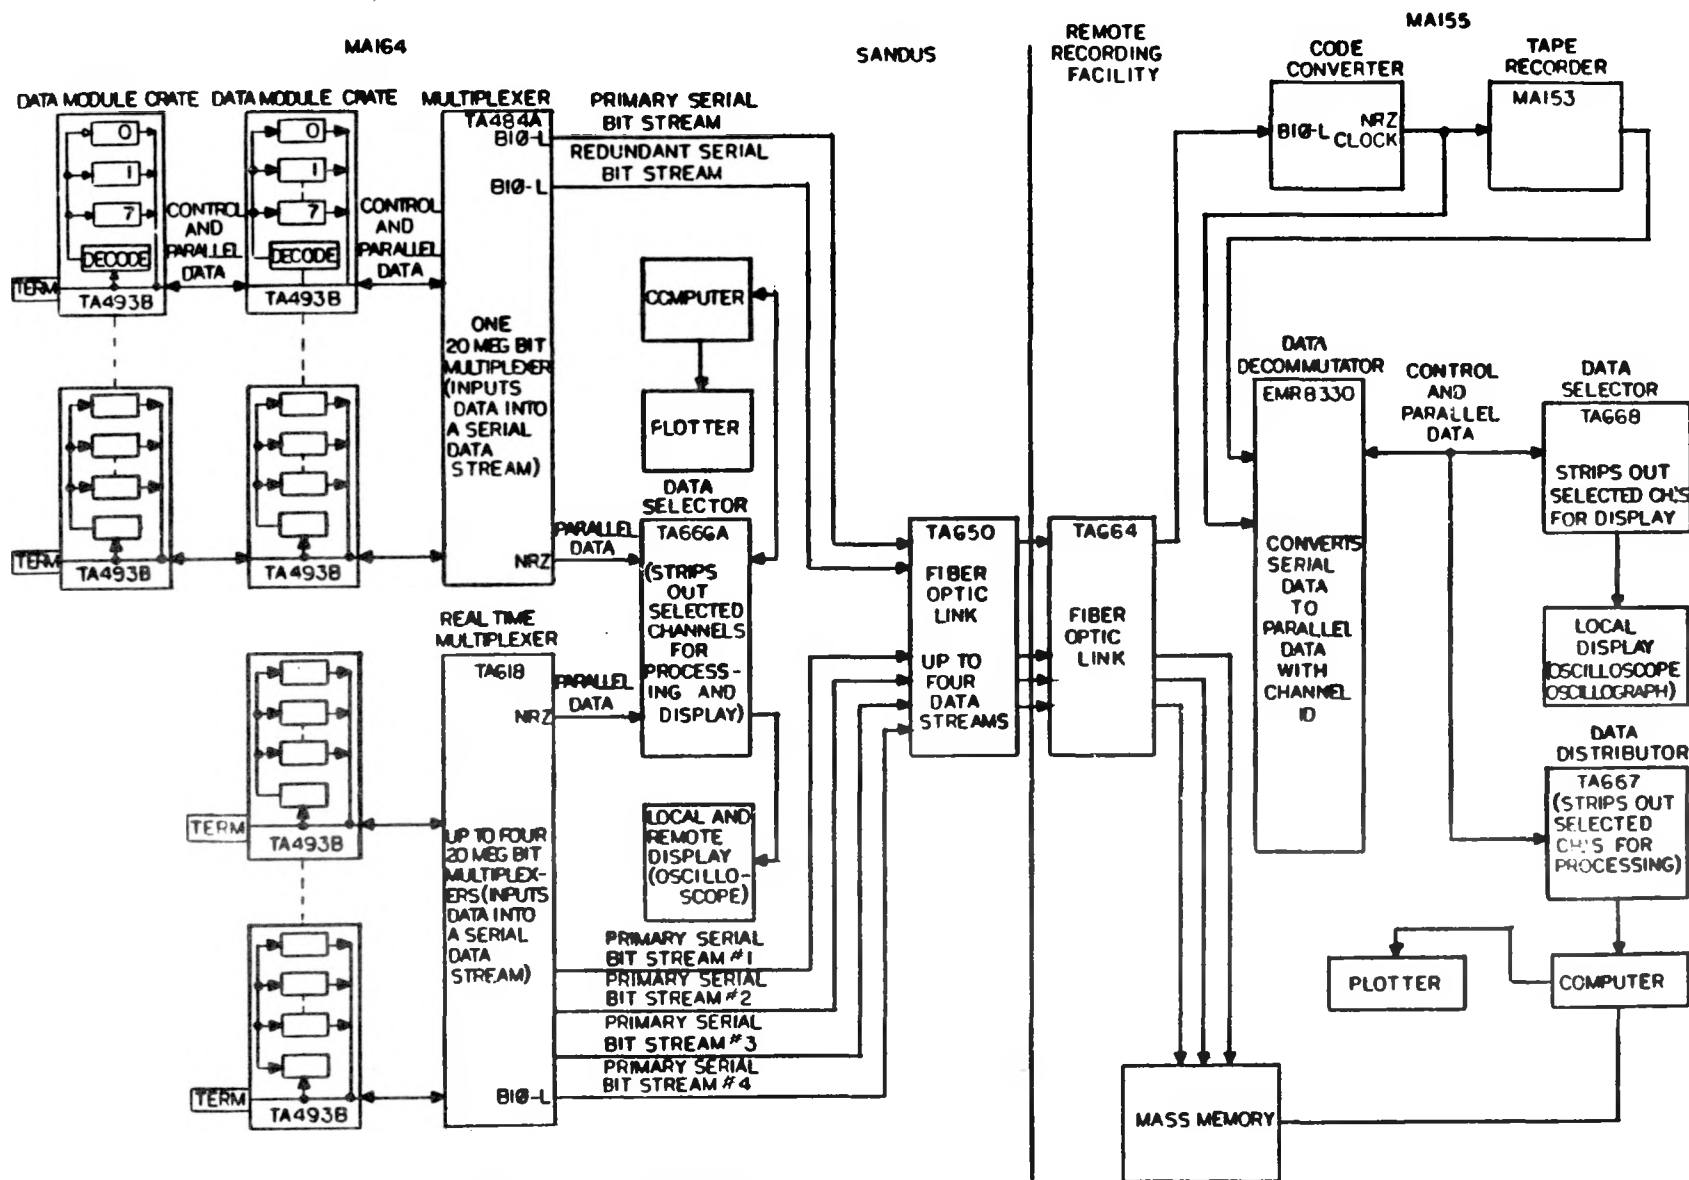 MA164
SANDUS
REMOTE
RECORDING
FACILITY
MA155
CODE
CONVERTER
TAPE
RECORDER
DATA MODULE CRATE
0
1
7
DECODE
TERM
TA493B
CONTROL
AND
PARALLEL
DATA
DATA MODULE CRATE
0
1
7
DECODE
TA493B
CONTROL
AND
PARALLEL
DATA
TERM
TA493B
TA493B
MULTIPLEXER
TA484A
BIØ-L
BIØ-L
ONE
20 MEG BIT
MULTIPLEXER
(INPUTS
DATA INTO
A SERIAL
DATA
STREAM)
NRZ
PRIMARY SERIAL
BIT STREAM
REDUNDANT SERIAL
BIT STREAM
COMPUTER
PLOTTER
PARALLEL
DATA
DATA
SELECTOR
TA666A
(STRIPS
OUT
SELECTED
CHANNELS
FOR
PROCESS-
ING AND
DISPLAY)
LOCAL AND
REMOTE
DISPLAY
(OSCILLO-
SCOPE)
TERM
TA493B
TERM
TA493B
REAL TIME
MULTIPLEXER
TA618
NRZ
PARALLEL
DATA
UP TO FOUR
20 MEG BIT
MULTIPLEX-
ERS (INPUTS
DATA INTO
A SERIAL
DATA
STREAM)
BIØ-L
PRIMARY SERIAL
BIT STREAM #1
PRIMARY SERIAL
BIT STREAM #2
PRIMARY SERIAL
BIT STREAM #3
PRIMARY SERIAL
BIT STREAM #4
TA650
FIBER
OPTIC
LINK
UP TO
FOUR
DATA
STREAMS
TA664
FIBER
OPTIC
LINK
BIØ-L
NRZ
CLOCK
MA153
DATA
DECOMMUTATOR
EMR8330
CONVERTS
SERIAL
DATA
TO
PARALLEL
DATA
WITH
CHANNEL
ID
CONTROL
AND
PARALLEL
DATA
DATA
SELECTOR
TA668
STRIPS OUT
SELECTED CH.'S
FOR DISPLAY
LOCAL
DISPLAY
(OSCILLOSCOPE
OSCILLOGRAPH)
DATA
DISTRIBUTOR
TA667
(STRIPS OUT
SELECTED
CH'S FOR
PROCESSING)
PLOTTER
COMPUTER
MASS MEMORY